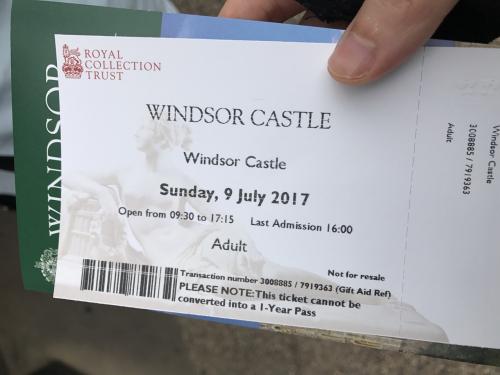 ROYAL
COLLECTION
TRUST
WINDSOR
WINDSOR CASTLE
Windsor Castle
Sunday, 9 July 2017
Open from 09:30 to 17:15 Last Admission 16:00
Adult
Not for resale
Transaction number 3008885 / 7919363 (Gift Aid Ref)
PLEASE NOTE:This ticket cannot be
converted into a 1-Year Pass
Windsor Castle
3008885 / 7919363
Adult